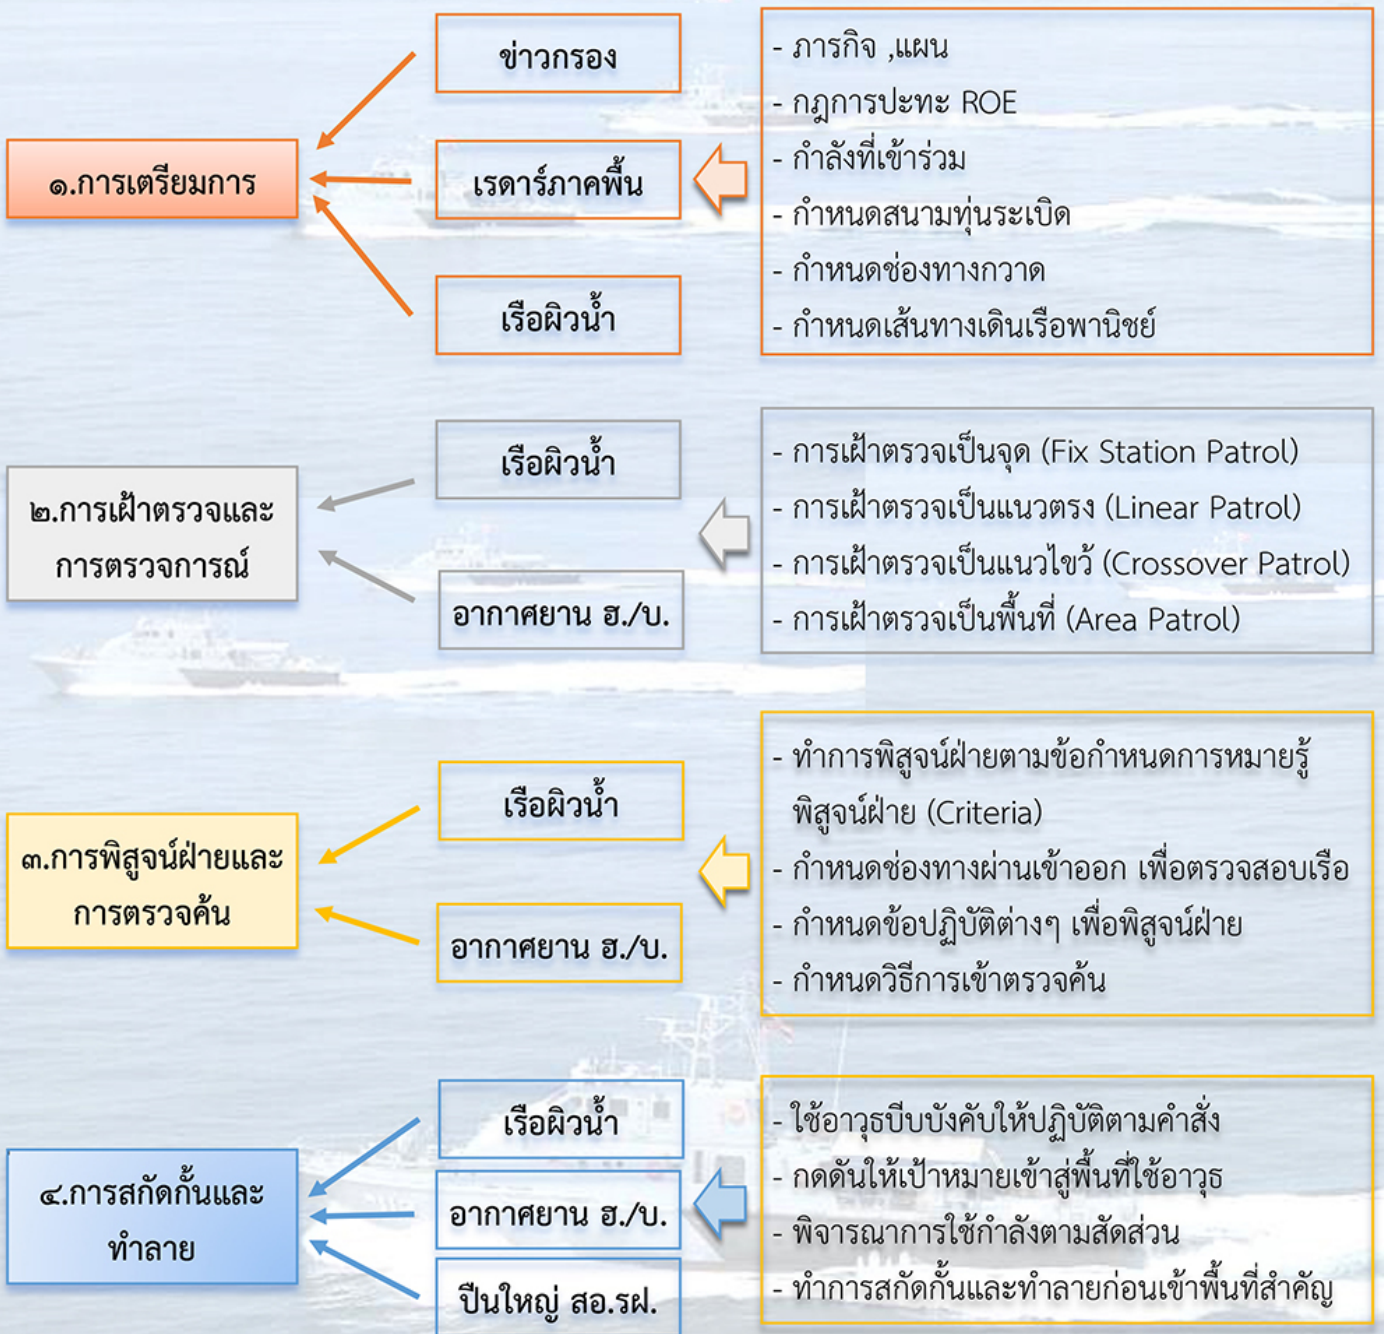 ๑.การเตรียมการ
ข่าวกรอง
เรดาร์ภาคพื้น
เรือผิวน้ำ
- ภารกิจ ,แผน
- กฎการปะทะ ROE
- กำลังที่เข้าร่วม
- กำหนดสนามทุ่นระเบิด
- กำหนดช่องทางกวาด
- กำหนดเส้นทางเดินเรือพานิชย์
๒.การเฝ้าตรวจและ
การตรวจการณ์
เรือผิวน้ำ
อากาศยาน ฮ./บ.
- การเฝ้าตรวจเป็นจุด (Fix Station Patrol)
- การเฝ้าตรวจเป็นแนวตรง (Linear Patrol)
- การเฝ้าตรวจเป็นแนวไขว้ (Crossover Patrol)
- การเฝ้าตรวจเป็นพื้นที่ (Area Patrol)
๓.การพิสูจน์ฝ่ายและ
การตรวจค้น
เรือผิวน้ำ
อากาศยาน ฮ./บ.
- ทำการพิสูจน์ฝ่ายตามข้อกำหนดการหมายรู้
พิสูจน์ฝ่าย (Criteria)
- กำหนดช่องทางผ่านเข้าออก เพื่อตรวจสอบเรือ
- กำหนดข้อปฏิบัติต่างๆ เพื่อพิสูจน์ฝ่าย
- กำหนดวิธีการเข้าตรวจค้น
๔.การสกัดกั้นและ
ทำลาย
เรือผิวน้ำ
อากาศยาน ฮ./บ.
ปืนใหญ่ สอ.รฝ.
- ใช้อาวุธบีบบังคับให้ปฏิบัติตามคำสั่ง
- กดดันให้เป้าหมายเข้าสู่พื้นที่ใช้อาวุธ
- พิจารณาการใช้กำลังตามสัดส่วน
- ทำการสกัดกั้นและทำลายก่อนเข้าพื้นที่สำคัญ